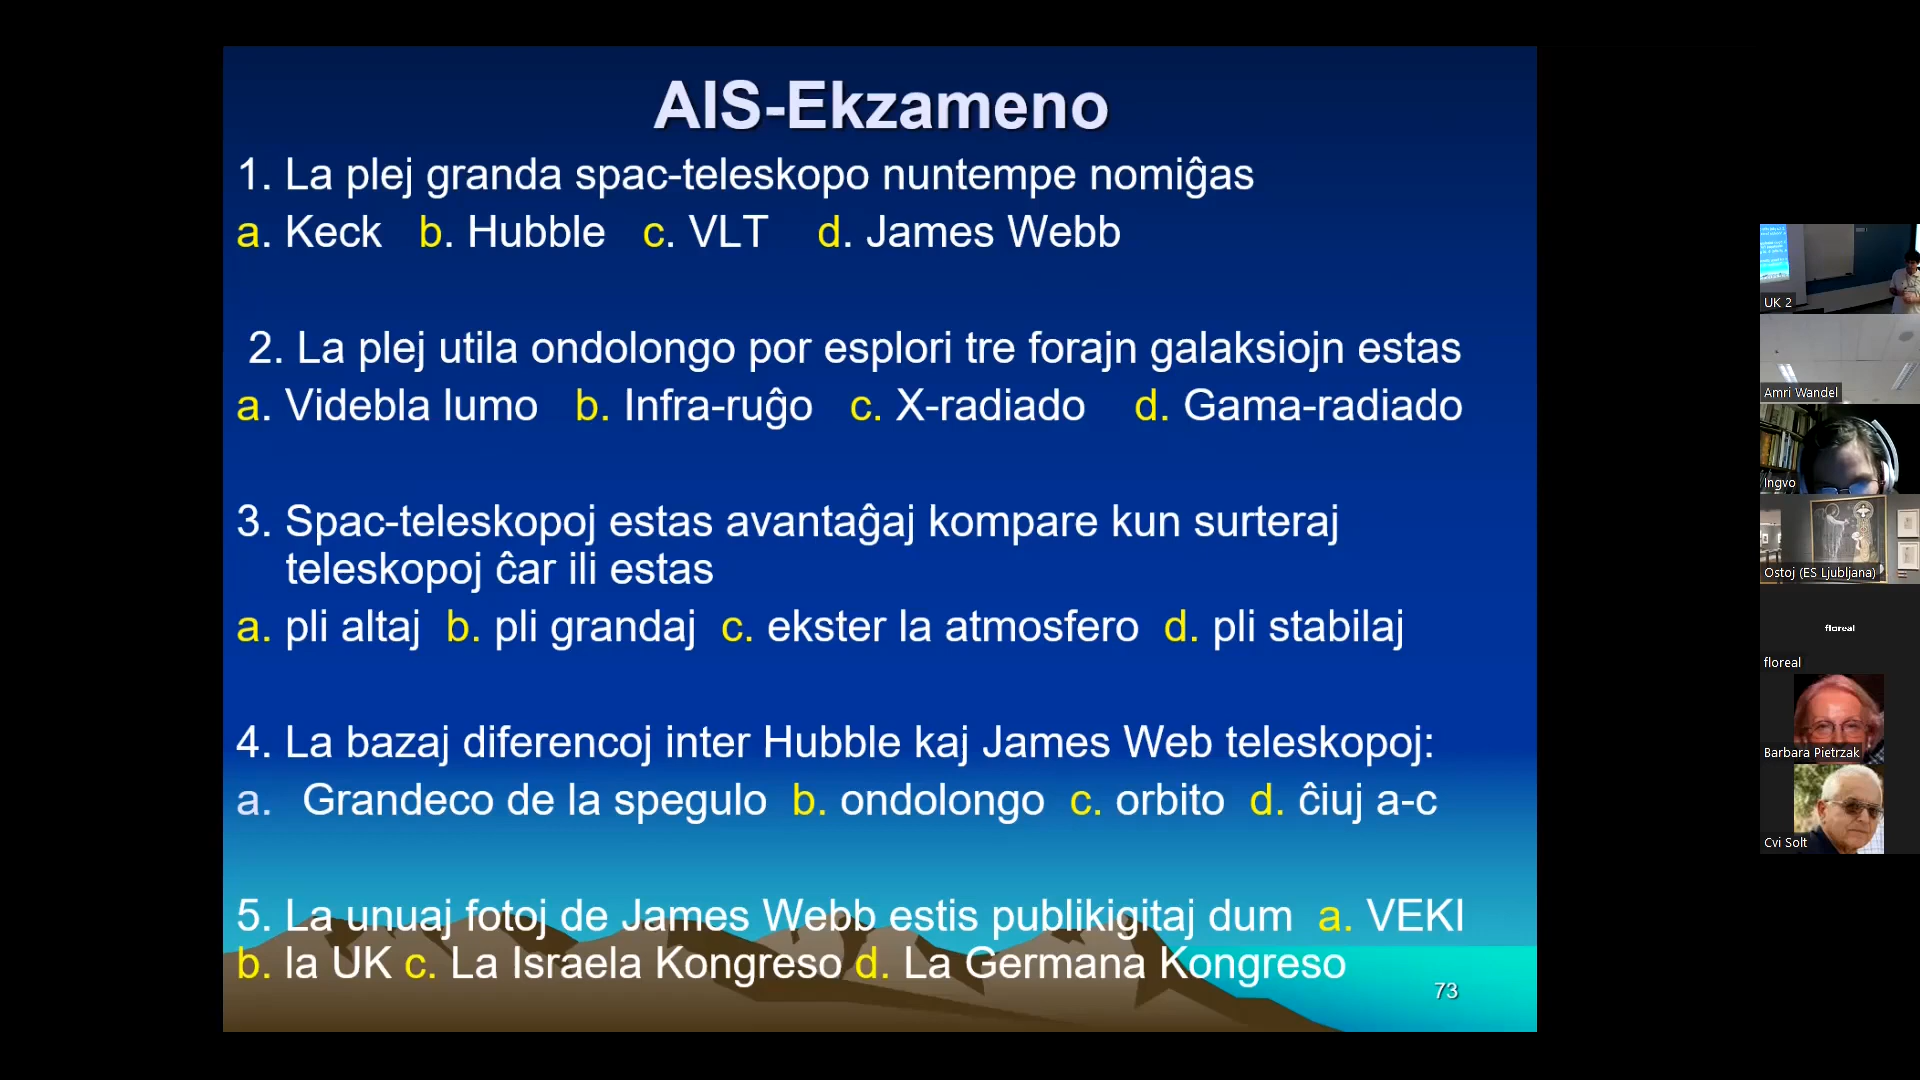 AIS-Ekzameno
1. La plej granda spac-teleskopo nuntempe nomiĝas
a. Keck b. Hubble c. VLT d. James Webb
2. La plej utila ondolongo por esplori tre forajn galaksiojn estas
a. Videbla lumo b. Infra-ruĝo c. X-radiado d. Gama-radiado
3. Spac-teleskopoj estas avantaĝaj kompare kun surteraj
teleskopoj ĉar ili estas
a. pli altaj b. pli grandaj c. ekster la atmosfero d. pli stabilaj
4. La bazaj diferencoj inter Hubble kaj James Web teleskopoj:
a. Grandeco de la spegulo b. ondolongo c. orbito d. ĉiuj a-c
5. La unuaj fotoj de James Webb estis publikigitaj dum a. VEKI
b. la UK c. La Israela Kongreso d. La Germana Kongreso
73
UK 2
Amri Wandel
Ingvo
Ostoj (ES Ljubljana)
floreal
floreal
Barbara Pietrzak
Cvi Solt